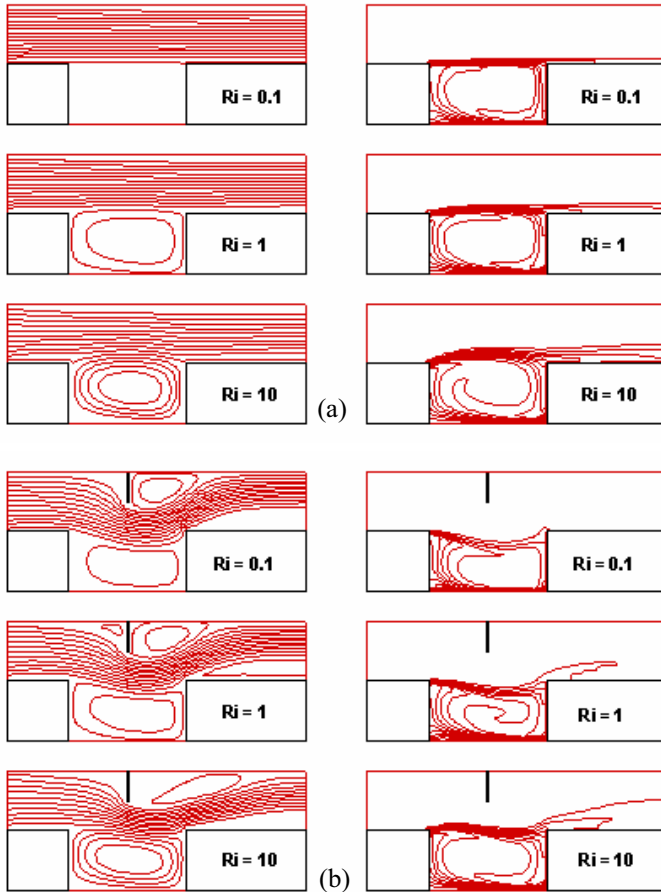 Ri = 0.1
Ri = 0.1
Ri = 1
Ri = 1
Ri = 10
(a)
Ri = 10
Ri = 0.1
Ri = 0.1
Ri = 1
Ri = 1
Ri = 10
(b)
Ri = 10